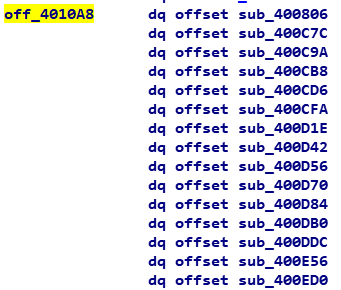 off_4010A8 dq offset sub_400806
dq offset sub_400C7C
dq offset sub_400C9A
dq offset sub_400CB8
dq offset sub_400CD6
dq offset sub_400CFA
dq offset sub_400D1E
dq offset sub_400D42
dq offset sub_400D56
dq offset sub_400D70
dq offset sub_400D84
dq offset sub_400DB0
dq offset sub_400DDC
dq offset sub_400E56
dq offset sub_400ED0